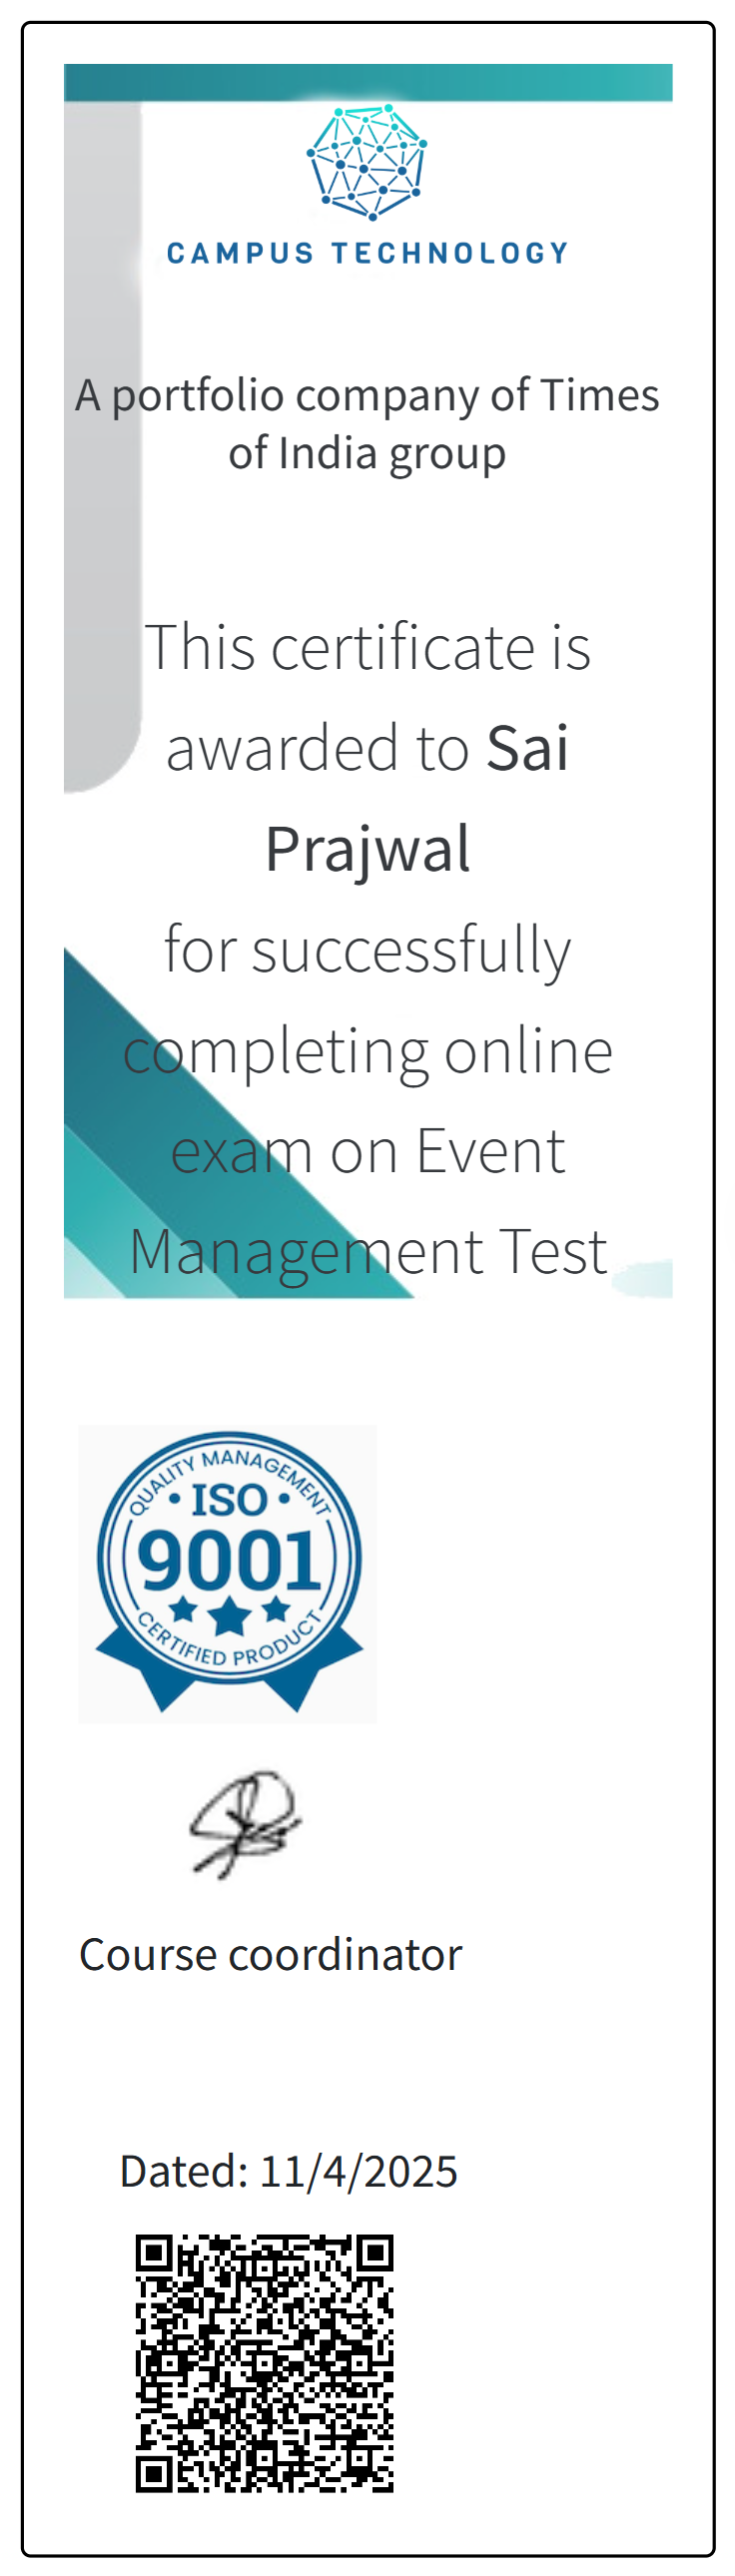 CAMPUS TECHNOLOGY
A portfolio company of Times
of India group
This certificate is
awarded to Sai
Prajwal
for successfully
completing online
exam on Event
Management Test
QUALITY MANAGEMENT
• ISO •
9001
CERTIFIED PRODUCT
Course coordinator
Dated: 11/4/2025